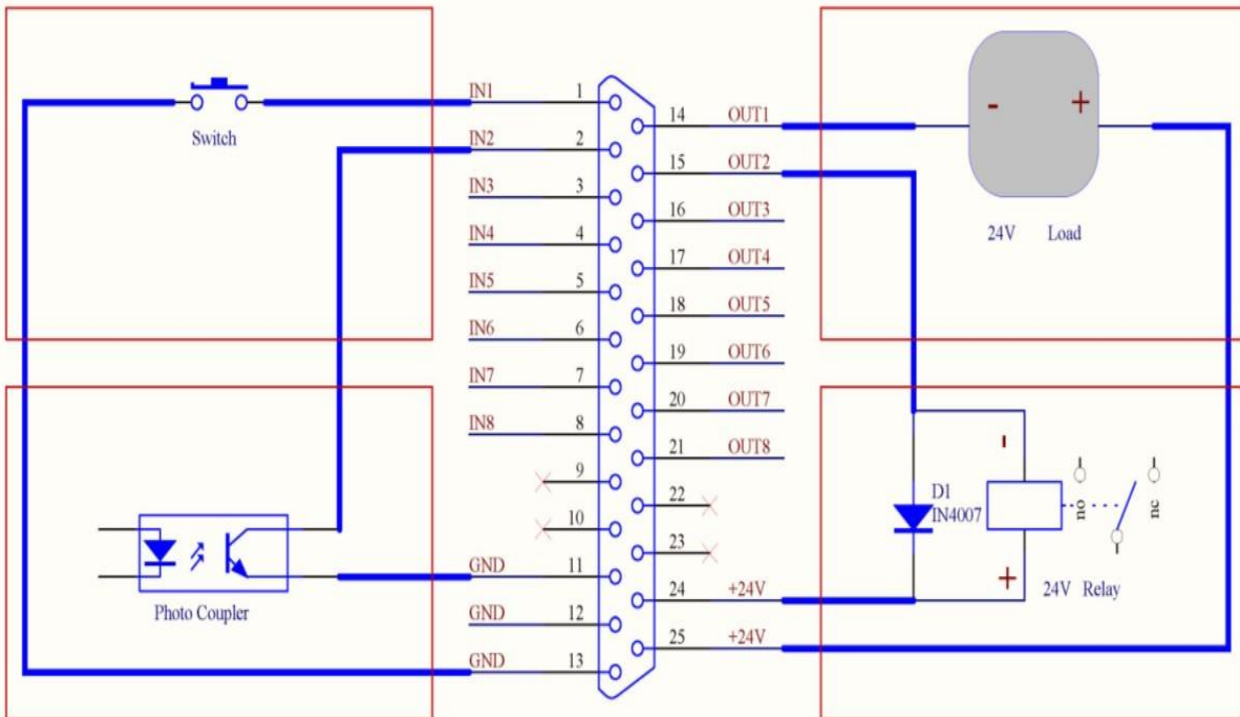 IN1 1
Switch
IN2 2
IN3 3
IN4 4
IN5 5
IN6 6
IN7 7
IN8 8
9
10
GND 11
Photo Coupler
GND 12
GND 13
14 OUT1
15 OUT2
16 OUT3
17 OUT4
18 OUT5
19 OUT6
20 OUT7
21 OUT8
22
23
24 +24V
25 +24V
- +
24V Load
-
D1
IN4007
no
nc
+
24V Relay